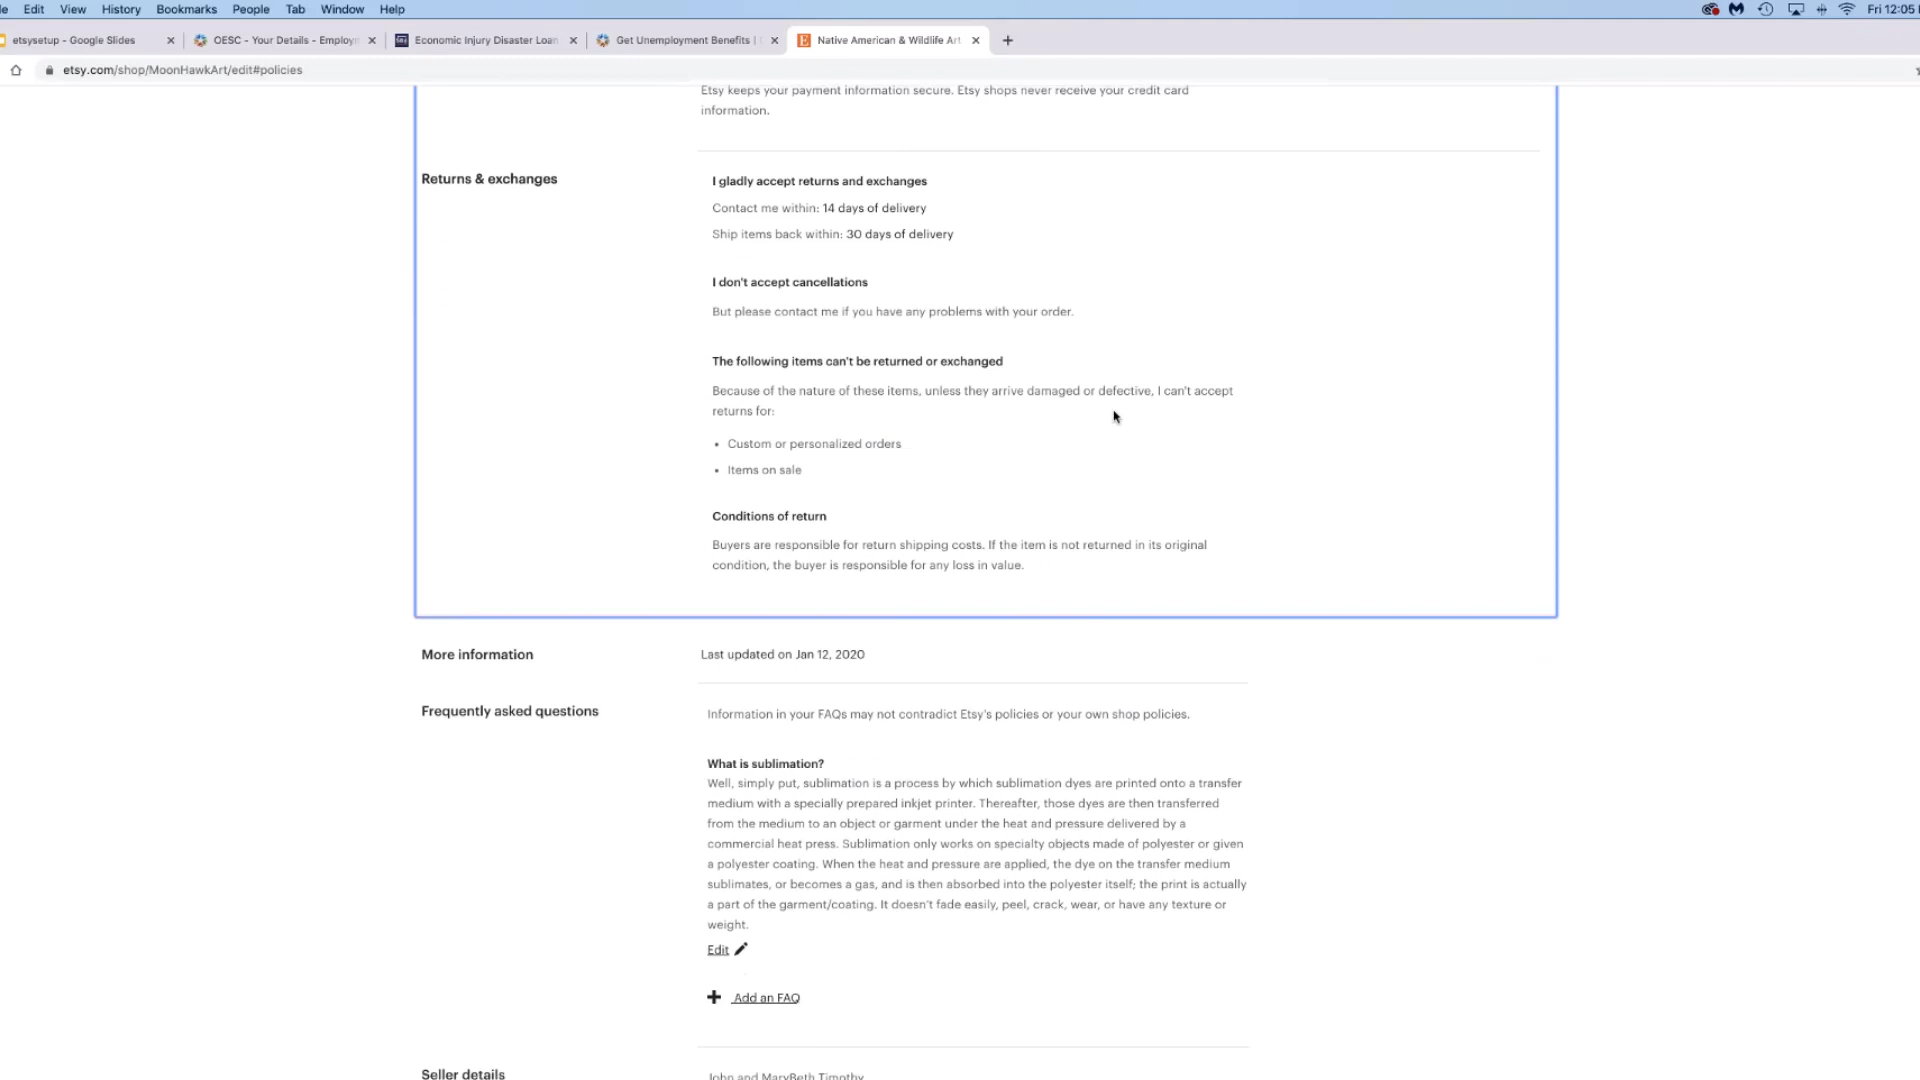 Edit View History Bookmarks People Tab Window Help Fri 12:05
etsysetup - Google Slides OESC - Your Details - Employ Economic Injury Disaster Loan Get Unemployment Benefits | Native American & Wildlife Art
etsy.com/shop/MoonHawkArt/edit#policies
Etsy keeps your payment information secure. Etsy shops never receive your credit card
information.
Returns & exchanges
I gladly accept returns and exchanges
Contact me within: 14 days of delivery
Ship items back within: 30 days of delivery
I don't accept cancellations
But please contact me if you have any problems with your order.
The following items can't be returned or exchanged
Because of the nature of these items, unless they arrive damaged or defective, I can't accept
returns for:
• Custom or personalized orders
• Items on sale
Conditions of return
Buyers are responsible for return shipping costs. If the item is not returned in its original
condition, the buyer is responsible for any loss in value.
More information
Last updated on Jan 12, 2020
Frequently asked questions
Information in your FAQs may not contradict Etsy's policies or your own shop policies.
What is sublimation?
Well, simply put, sublimation is a process by which sublimation dyes are printed onto a transfer
medium with a specially prepared inkjet printer. Thereafter, those dyes are then transferred
from the medium to an object or garment under the heat and pressure delivered by a
commercial heat press. Sublimation only works on specialty objects made of polyester or given
a polyester coating. When the heat and pressure are applied, the dye on the transfer medium
sublimates, or becomes a gas, and is then absorbed into the polyester itself; the print is actually
a part of the garment/coating. It doesn't fade easily, peel, crack, wear, or have any texture or
weight.
Edit
Add an FAQ
Seller details
John and MaryBeth Timothy